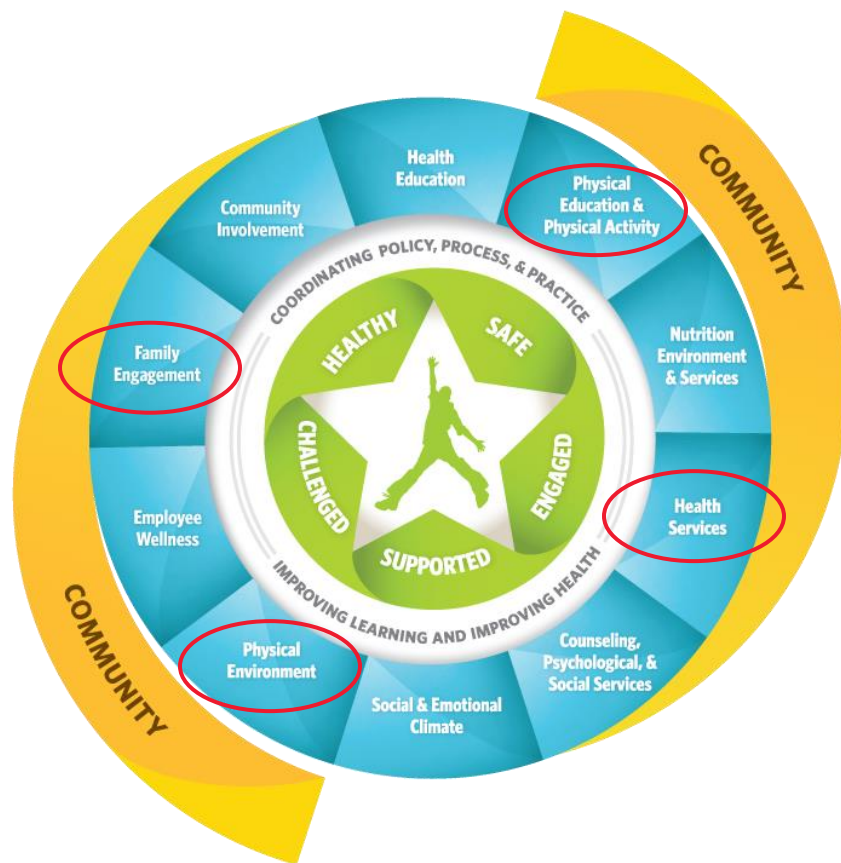 Health
Education
Physical
Education &
Physical Activity
Nutrition
Environment
& Services
Health
Services
Counseling,
Psychological, &
Social Services
Social & Emotional
Climate
Physical
Environment
Employee
Wellness
Family
Engagement
Community
Involvement
COMMUNITY
COMMUNITY
COORDINATING POLICY, PROCESS, & PRACTICE
IMPROVING LEARNING AND IMPROVING HEALTH
HEALTHY
SAFE
ENGAGED
SUPPORTED
CHALLENGED